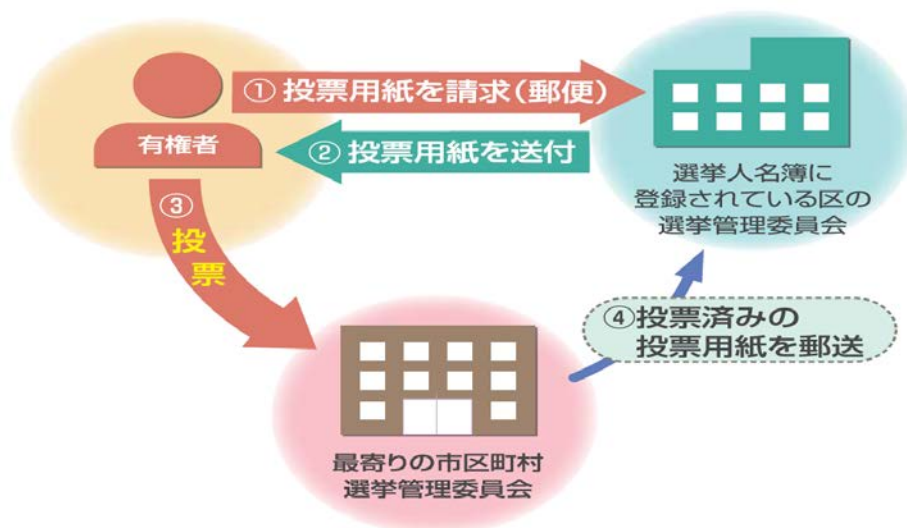 ①投票用紙を請求(郵便)
有権者
②投票用紙を送付
選挙人名簿に
登録されている区の
選挙管理委員会
③
投
票
④投票済みの
投票用紙を郵送
最寄りの市区町村
選挙管理委員会